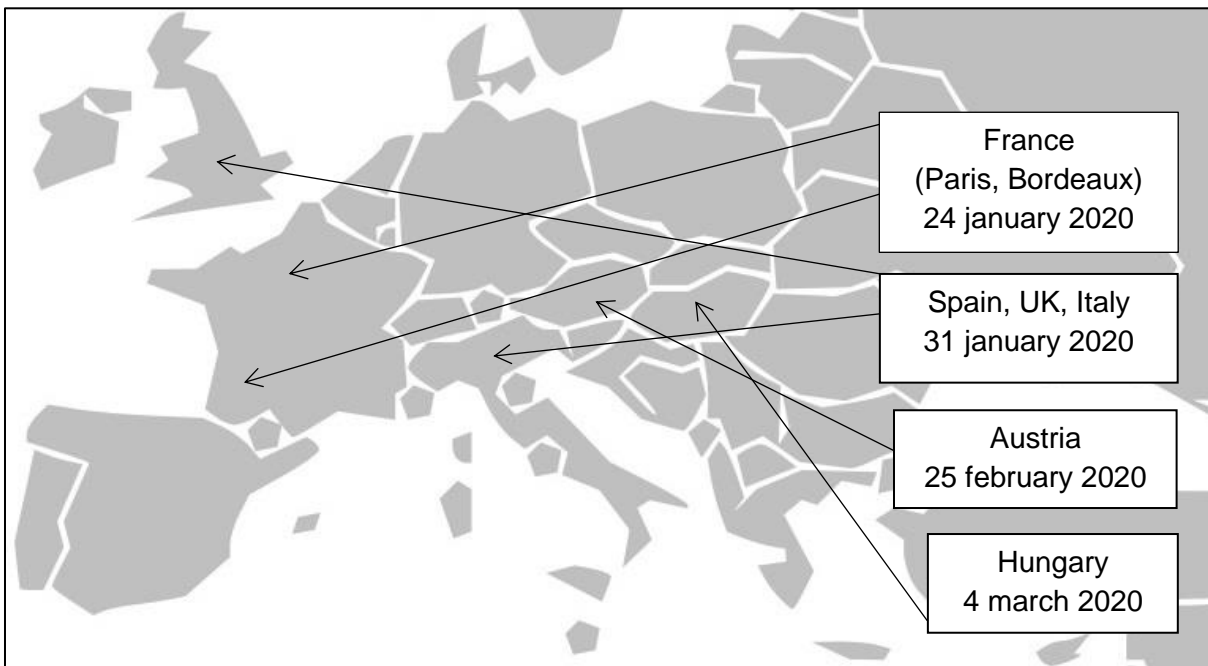 France
(Paris, Bordeaux)
24 january 2020
Spain, UK, Italy
31 january 2020
Austria
25 february 2020
Hungary
4 march 2020